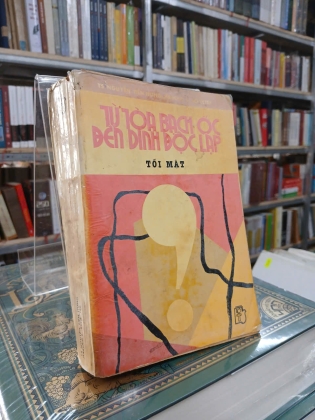 TỪ TÒA BẠCH ỐC
ĐẾN DINH ĐỘC LẬP
TỐI MẬT